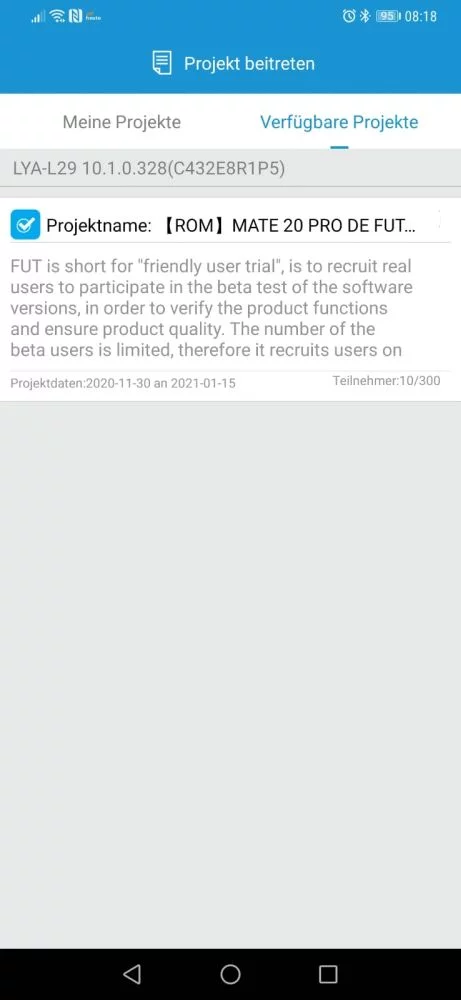 95 08:18
Projekt beitreten
Meine Projekte
Verfügbare Projekte
LYA-L29 10.1.0.328(C432E8R1P5)
Projektname: 【ROM】MATE 20 PRO DE FUT...
FUT is short for "friendly user trial", is to recruit real
users to participate in the beta test of the software
versions, in order to verify the product functions
and ensure product quality. The number of the
beta users is limited, therefore it recruits users on
Projektdaten:2020-11-30 an 2021-01-15
Teilnehmer:10/300